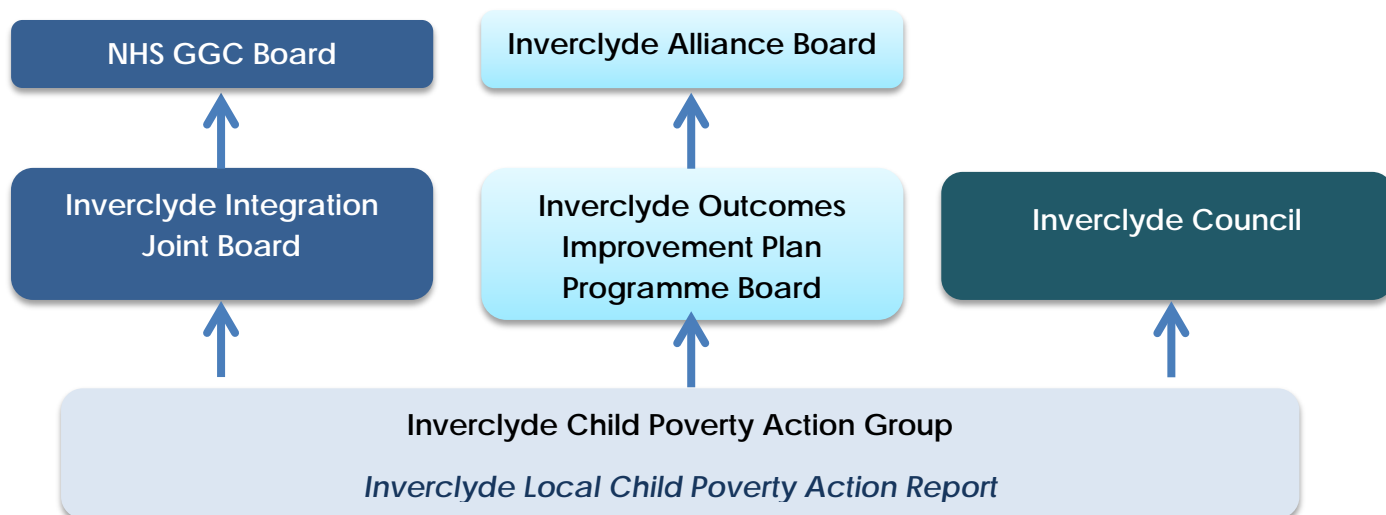 NHS GGC Board
Inverclyde Alliance Board
Inverclyde Integration
Joint Board
Inverclyde Outcomes
Improvement Plan
Programme Board
Inverclyde Council
Inverclyde Child Poverty Action Group
Inverclyde Local Child Poverty Action Report